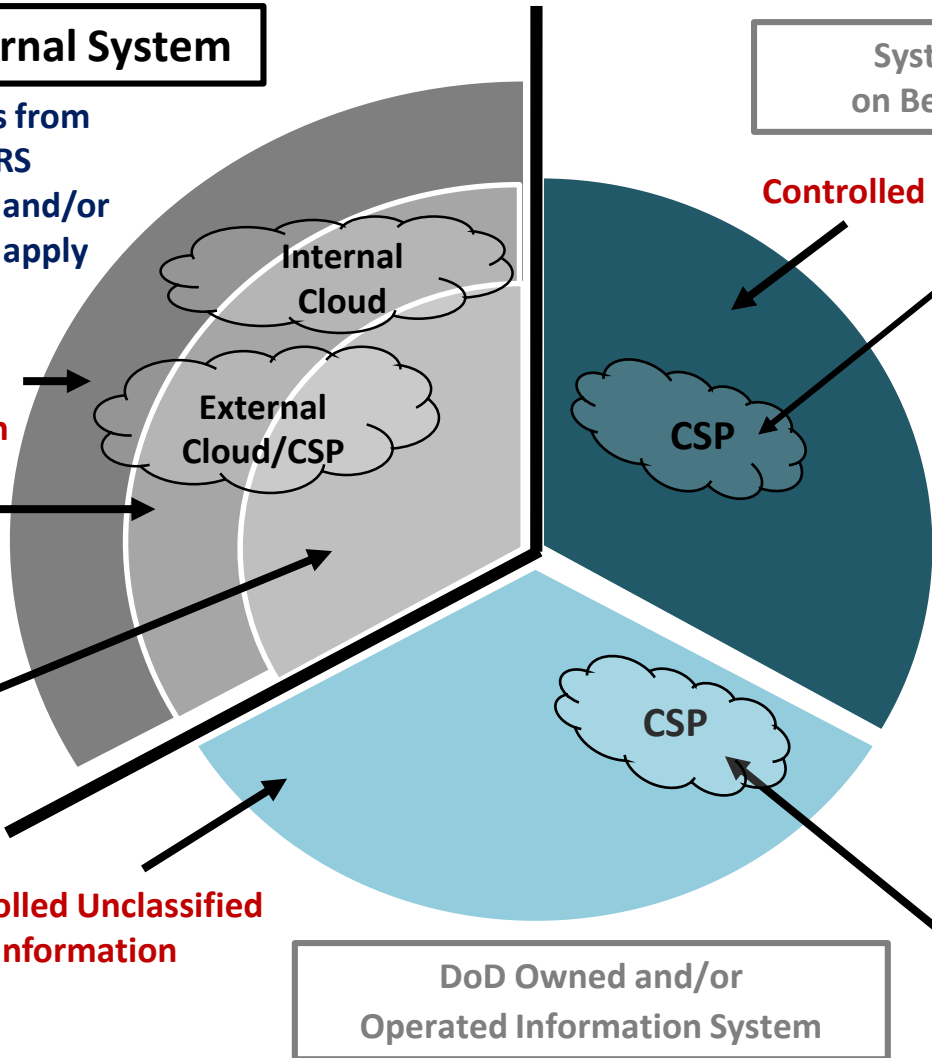 rnal System
s from
RS
and/or
apply
Internal
Cloud
External
Cloud/CSP
n
olled Unclassified
nformation
Syst
on Be
Controlled
CSP
CSP
DoD Owned and/or
Operated Information System